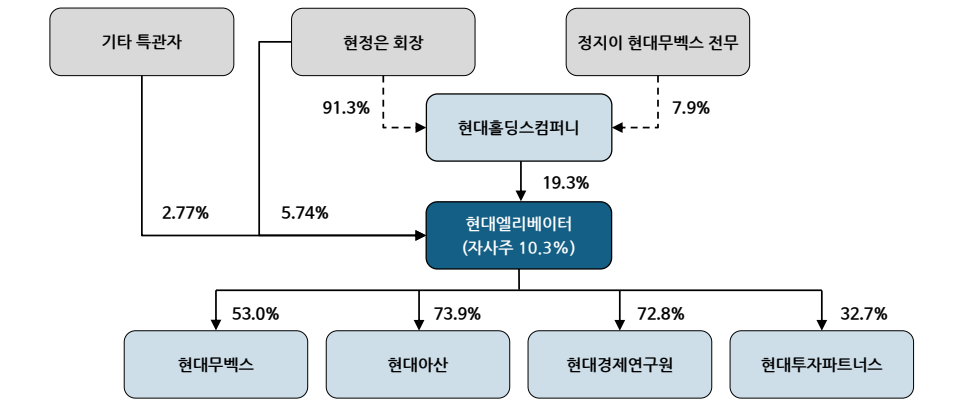 기타 특관자
현정은 회장
정지이 현대무벡스 전무
91.3%
7.9%
현대홀딩스컴퍼니
19.3%
2.77%
5.74%
현대엘리베이터
(자사주 10.3%)
53.0%
73.9%
72.8%
32.7%
현대무벡스
현대아산
현대경제연구원
현대투자파트너스